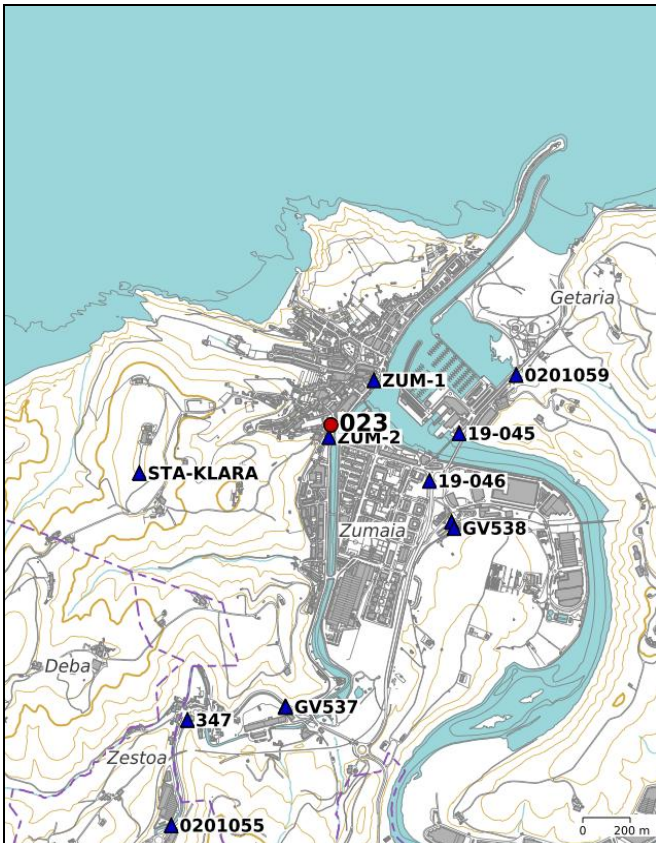 Getaria
0201059
ZUM-1
023
ZUM-2
19-045
STA-KLARA
19-046
Zumaia
GV538
Deba
GV537
347
Zestoa
0201055
0 200 m